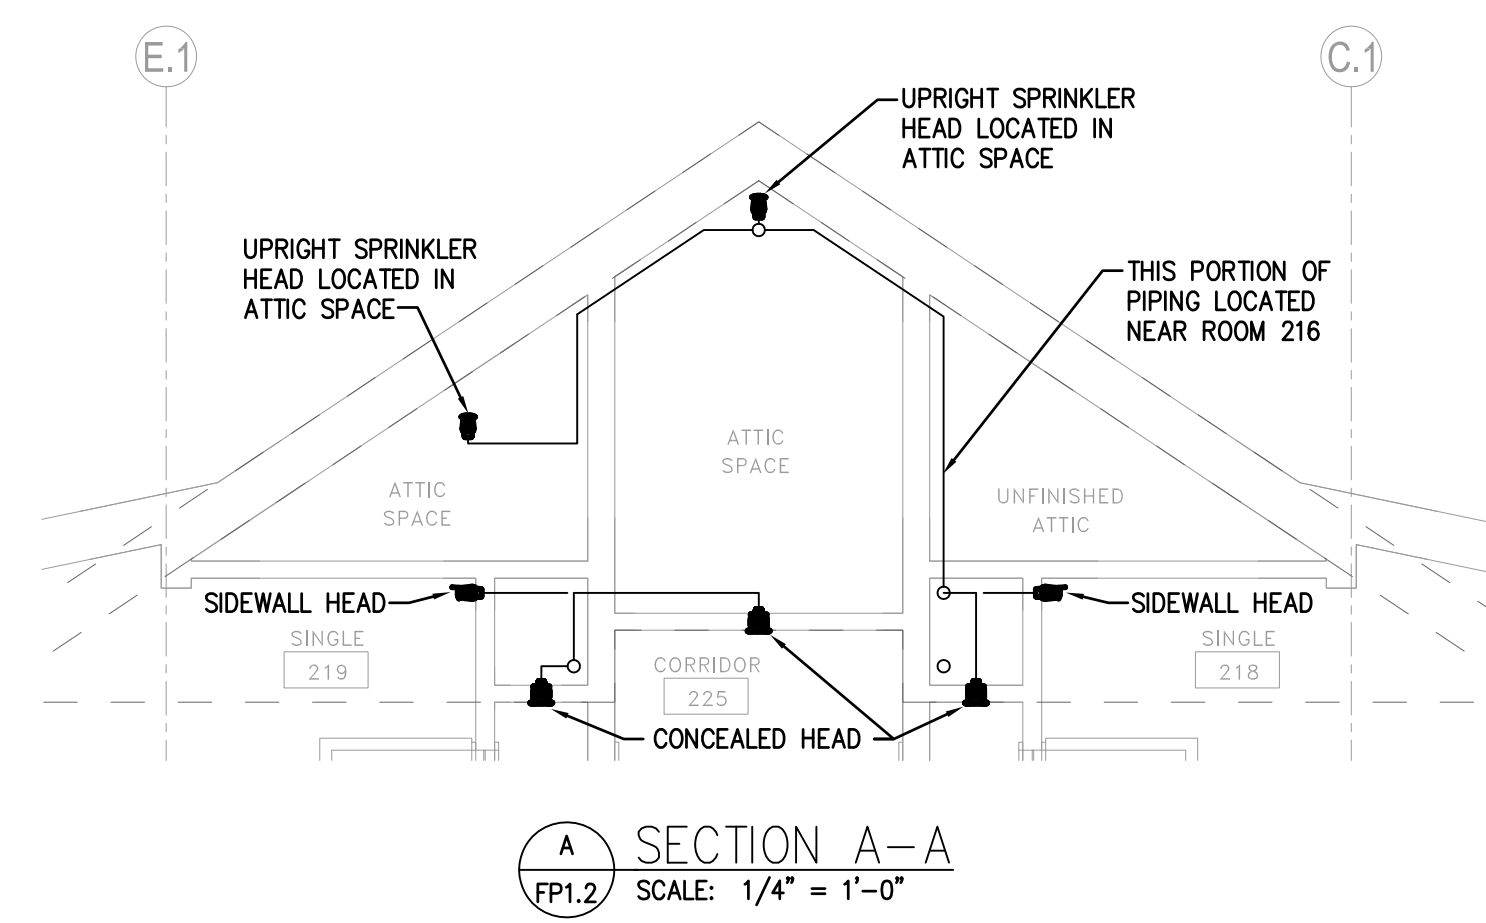 E.1
C.1
UPRIGHT SPRINKLER
HEAD LOCATED IN
ATTIC SPACE
UPRIGHT SPRINKLER
HEAD LOCATED IN
ATTIC SPACE
THIS PORTION OF
PIPING LOCATED
NEAR ROOM 216
ATTIC
SPACE
ATTIC
SPACE
UNFINISHED
ATTIC
SIDEWALL HEAD
SIDEWALL HEAD
SINGLE
219
CORRIDOR
225
SINGLE
218
CONCEALED HEAD
A
FP1.2
SECTION A-A
SCALE: 1/4" = 1'-0"